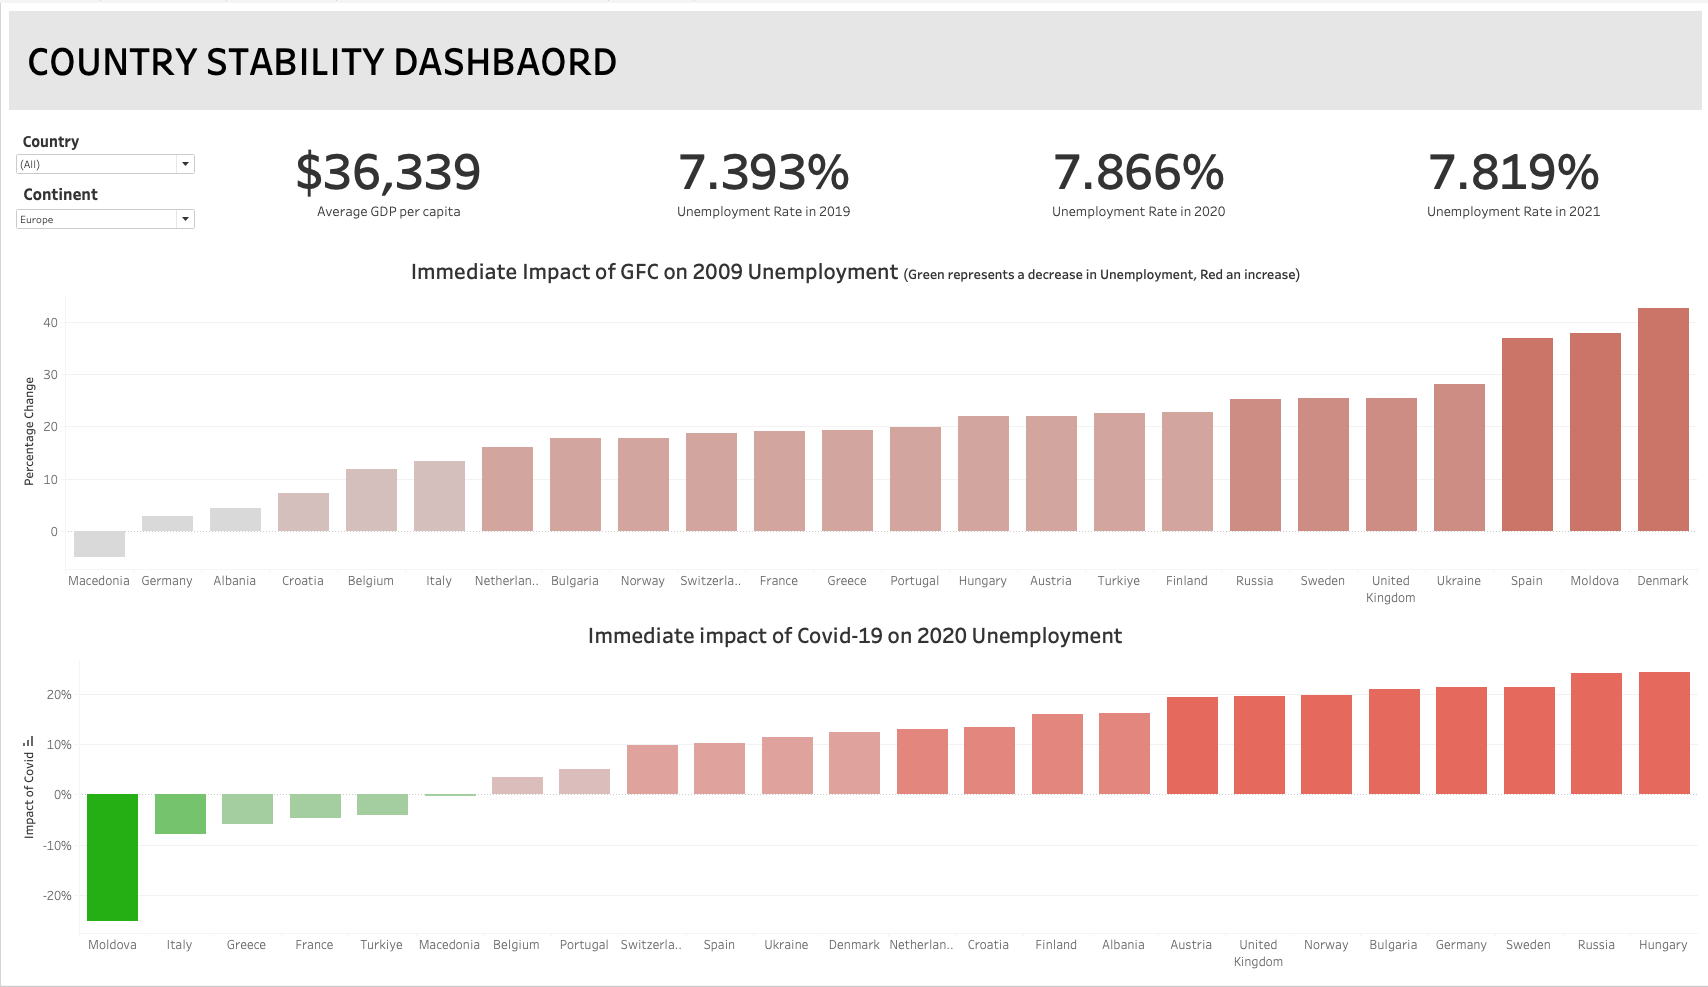 COUNTRY STABILITY DASHBAORD
Country
(All)
Continent
Europe
$36,339
Average GDP per capita
7.393%
Unemployment Rate in 2019
7.866%
Unemployment Rate in 2020
7.819%
Unemployment Rate in 2021
Immediate Impact of GFC on 2009 Unemployment (Green represents a decrease in Unemployment, Red an increase)
Percentage Change
40
30
20
10
0
Macedonia Germany Albania Croatia Belgium Italy Netherlan.. Bulgaria Norway Switzerla.. France Greece Portugal Hungary Austria Turkiye Finland Russia Sweden United Kingdom Ukraine Spain Moldova Denmark
Immediate impact of Covid-19 on 2020 Unemployment
Impact of Covid
20%
10%
0%
-10%
-20%
Moldova Italy Greece France Turkiye Macedonia Belgium Portugal Switzerla.. Spain Ukraine Denmark Netherlan.. Croatia Finland Albania Austria United Kingdom Norway Bulgaria Germany Sweden Russia Hungary